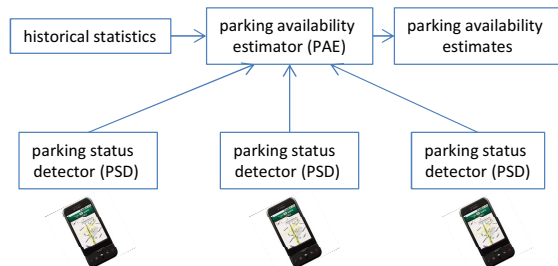 historical statistics
parking availability
estimator (PAE)
parking availability
estimates
parking status
detector (PSD)
parking status
detector (PSD)
parking status
detector (PSD)